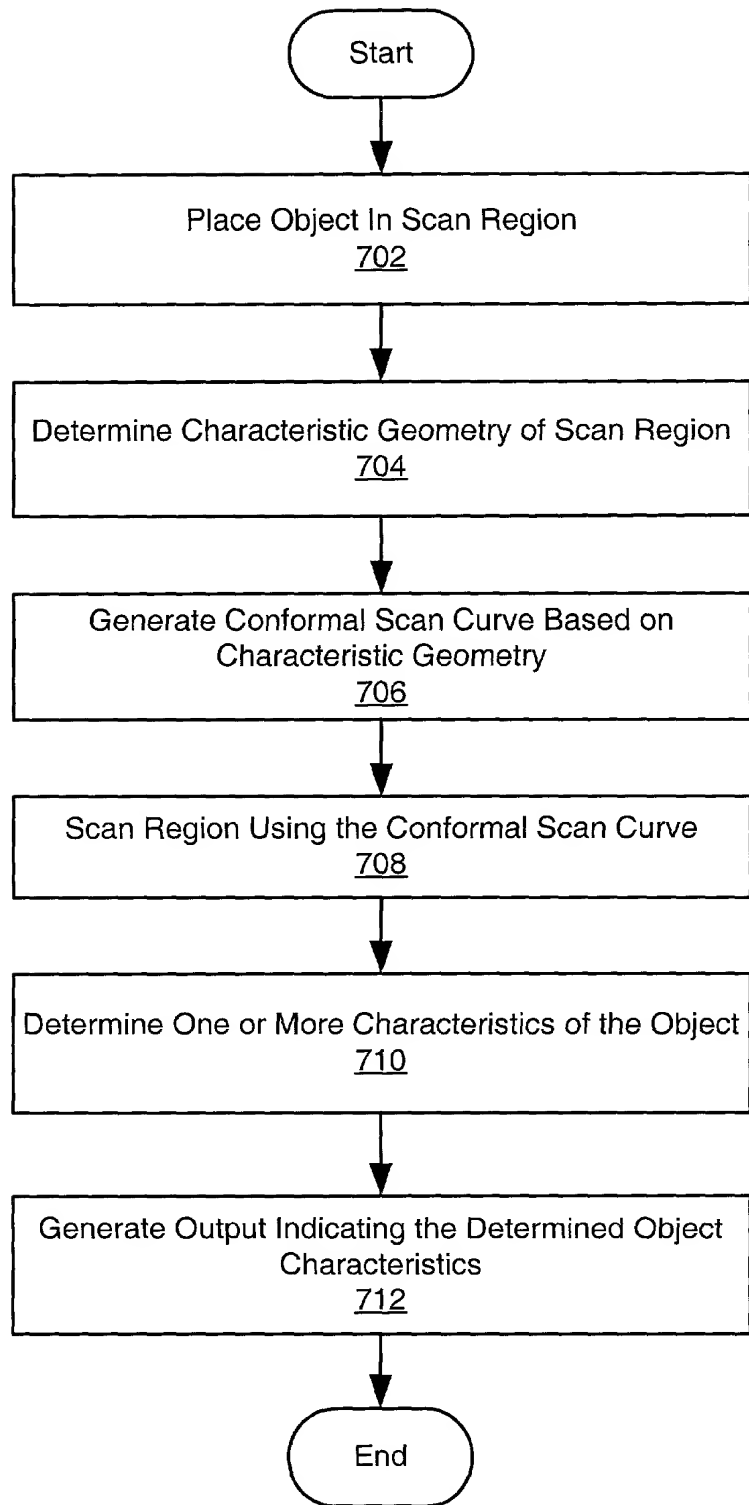 Start
Place Object In Scan Region
702
Determine Characteristic Geometry of Scan Region
704
Generate Conformal Scan Curve Based on
Characteristic Geometry
706
Scan Region Using the Conformal Scan Curve
708
Determine One or More Characteristics of the Object
710
Generate Output Indicating the Determined Object
Characteristics
712
End